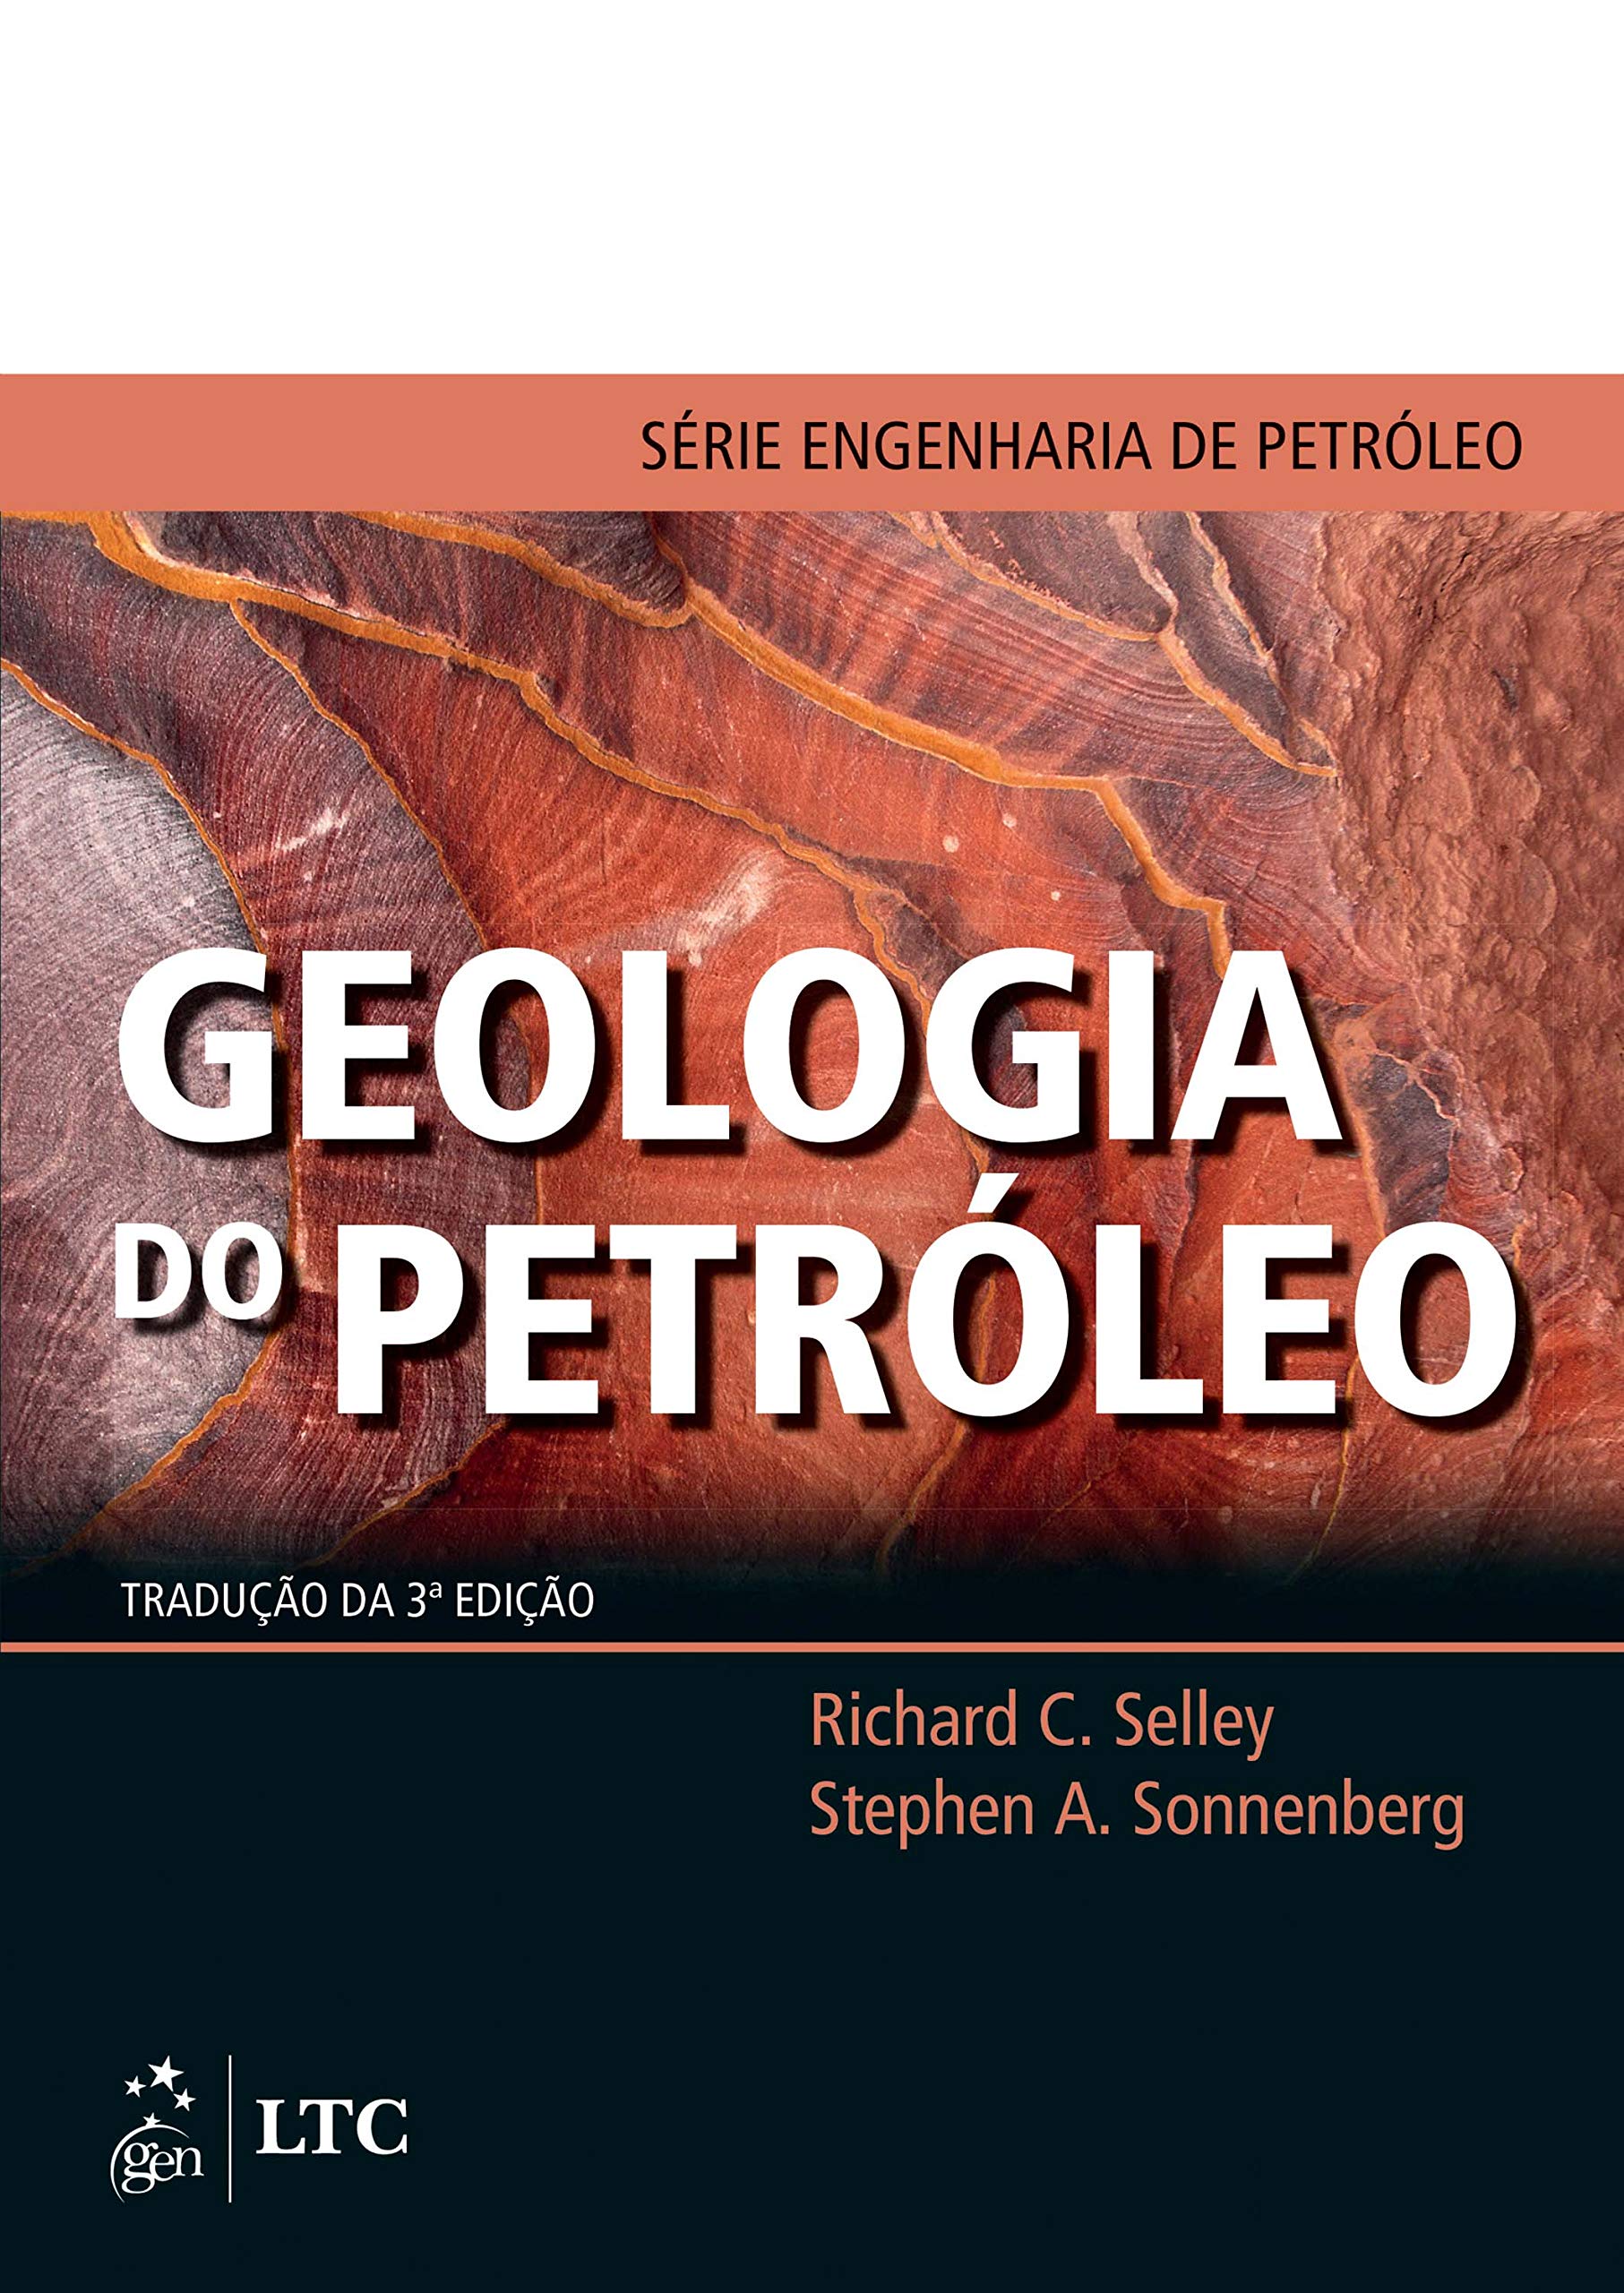 SÉRIE ENGENHARIA DE PETRÓLEO
GEOLOGIA
DO PETRÓLEO
TRADUÇÃO DA 3ª EDIÇÃO
Richard C. Selley
Stephen A. Sonnenberg
gen
LTC